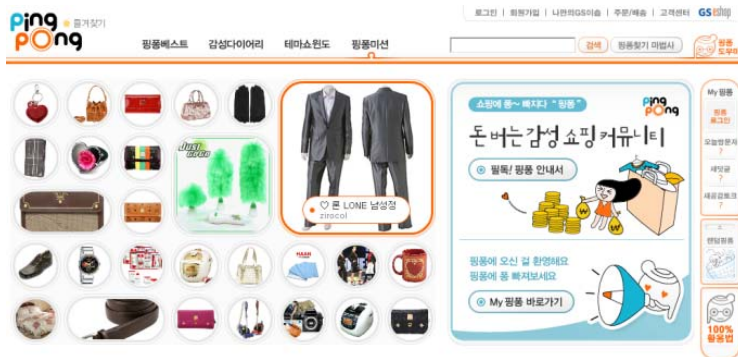 Ping
Pong
즐겨찾기
로그인 | 회원가입 | 나만의GS이숍 | 주문/배송 | 고객센터 GS eshop
핑퐁베스트 감성다이어리 테마쇼윈도 핑퐁미션
검색
핑퐁찾기 마법사
핑퐁
도우미
Just
♡ 론 LONE 남성정
zirocol
쇼핑에 퐁~ 빠지다 "핑퐁"
Ping
Pong
돈 버는 감성 쇼핑 커뮤니티
필독! 핑퐁 안내서
핑퐁에 오신 걸 환영해요
핑퐁에 퐁 빠져보세요
My 핑퐁 바로가기
My 핑퐁
핑퐁
로그인
오늘방문자
?
새댓글
?
새공감토크
?
랜덤핑퐁
100%
활용법